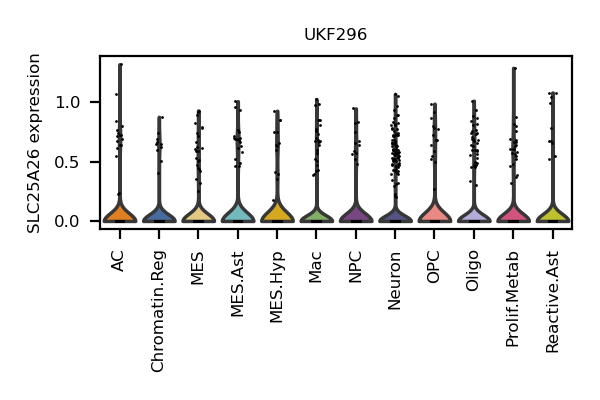 UKF296
SLC25A26 expression
1.0
0.5
0.0
AC
Chromatin.Reg
MES
MES.Ast
MES.Hyp
Mac
NPC
Neuron
OPC
Oligo
Prolif.Metab
Reactive.Ast